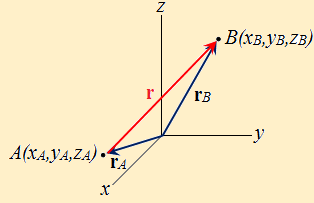 z
B(xB,yB,zB)
r
rB
y
A(xA,yA,zA)
rA
x